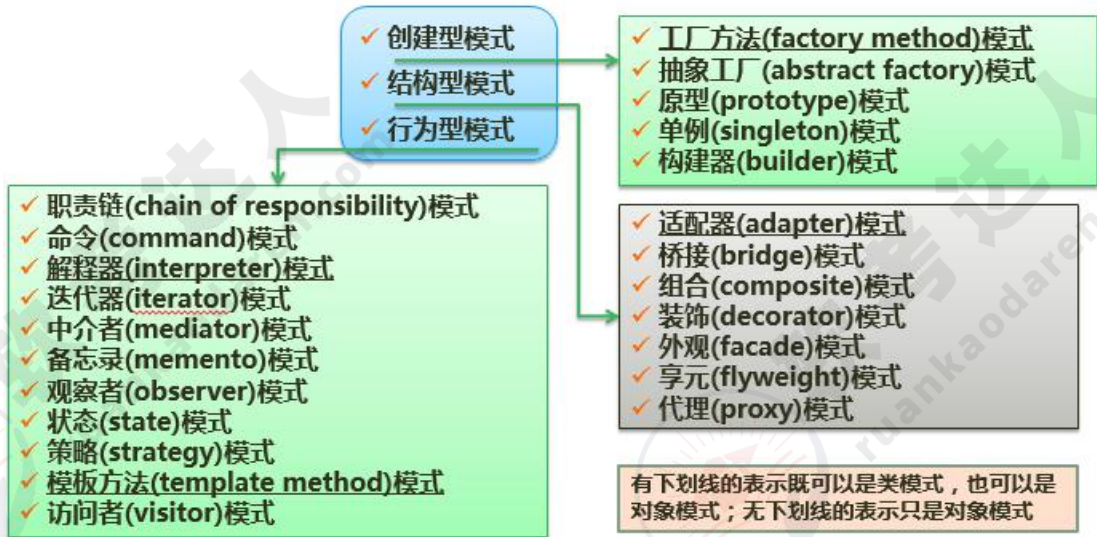 ✓ 创建型模式
✓ 结构型模式
✓ 行为型模式
✓ 工厂方法(factory method)模式
✓ 抽象工厂(abstract factory)模式
✓ 原型(prototype)模式
✓ 单例(singleton)模式
✓ 构建器(builder)模式
✓ 职责链(chain of responsibility)模式
✓ 命令(command)模式
✓ 解释器(interpreter)模式
✓ 迭代器(iterator)模式
✓ 中介者(mediator)模式
✓ 备忘录(memento)模式
✓ 观察者(observer)模式
✓ 状态(state)模式
✓ 策略(strategy)模式
✓ 模板方法(template method)模式
✓ 访问者(visitor)模式
✓ 适配器(adapter)模式
✓ 桥接(bridge)模式
✓ 组合(composite)模式
✓ 装饰(decorator)模式
✓ 外观(facade)模式
✓ 享元(flyweight)模式
✓ 代理(proxy)模式
有下划线的表示既可以是类模式，也可以是
对象模式；无下划线的表示只是对象模式